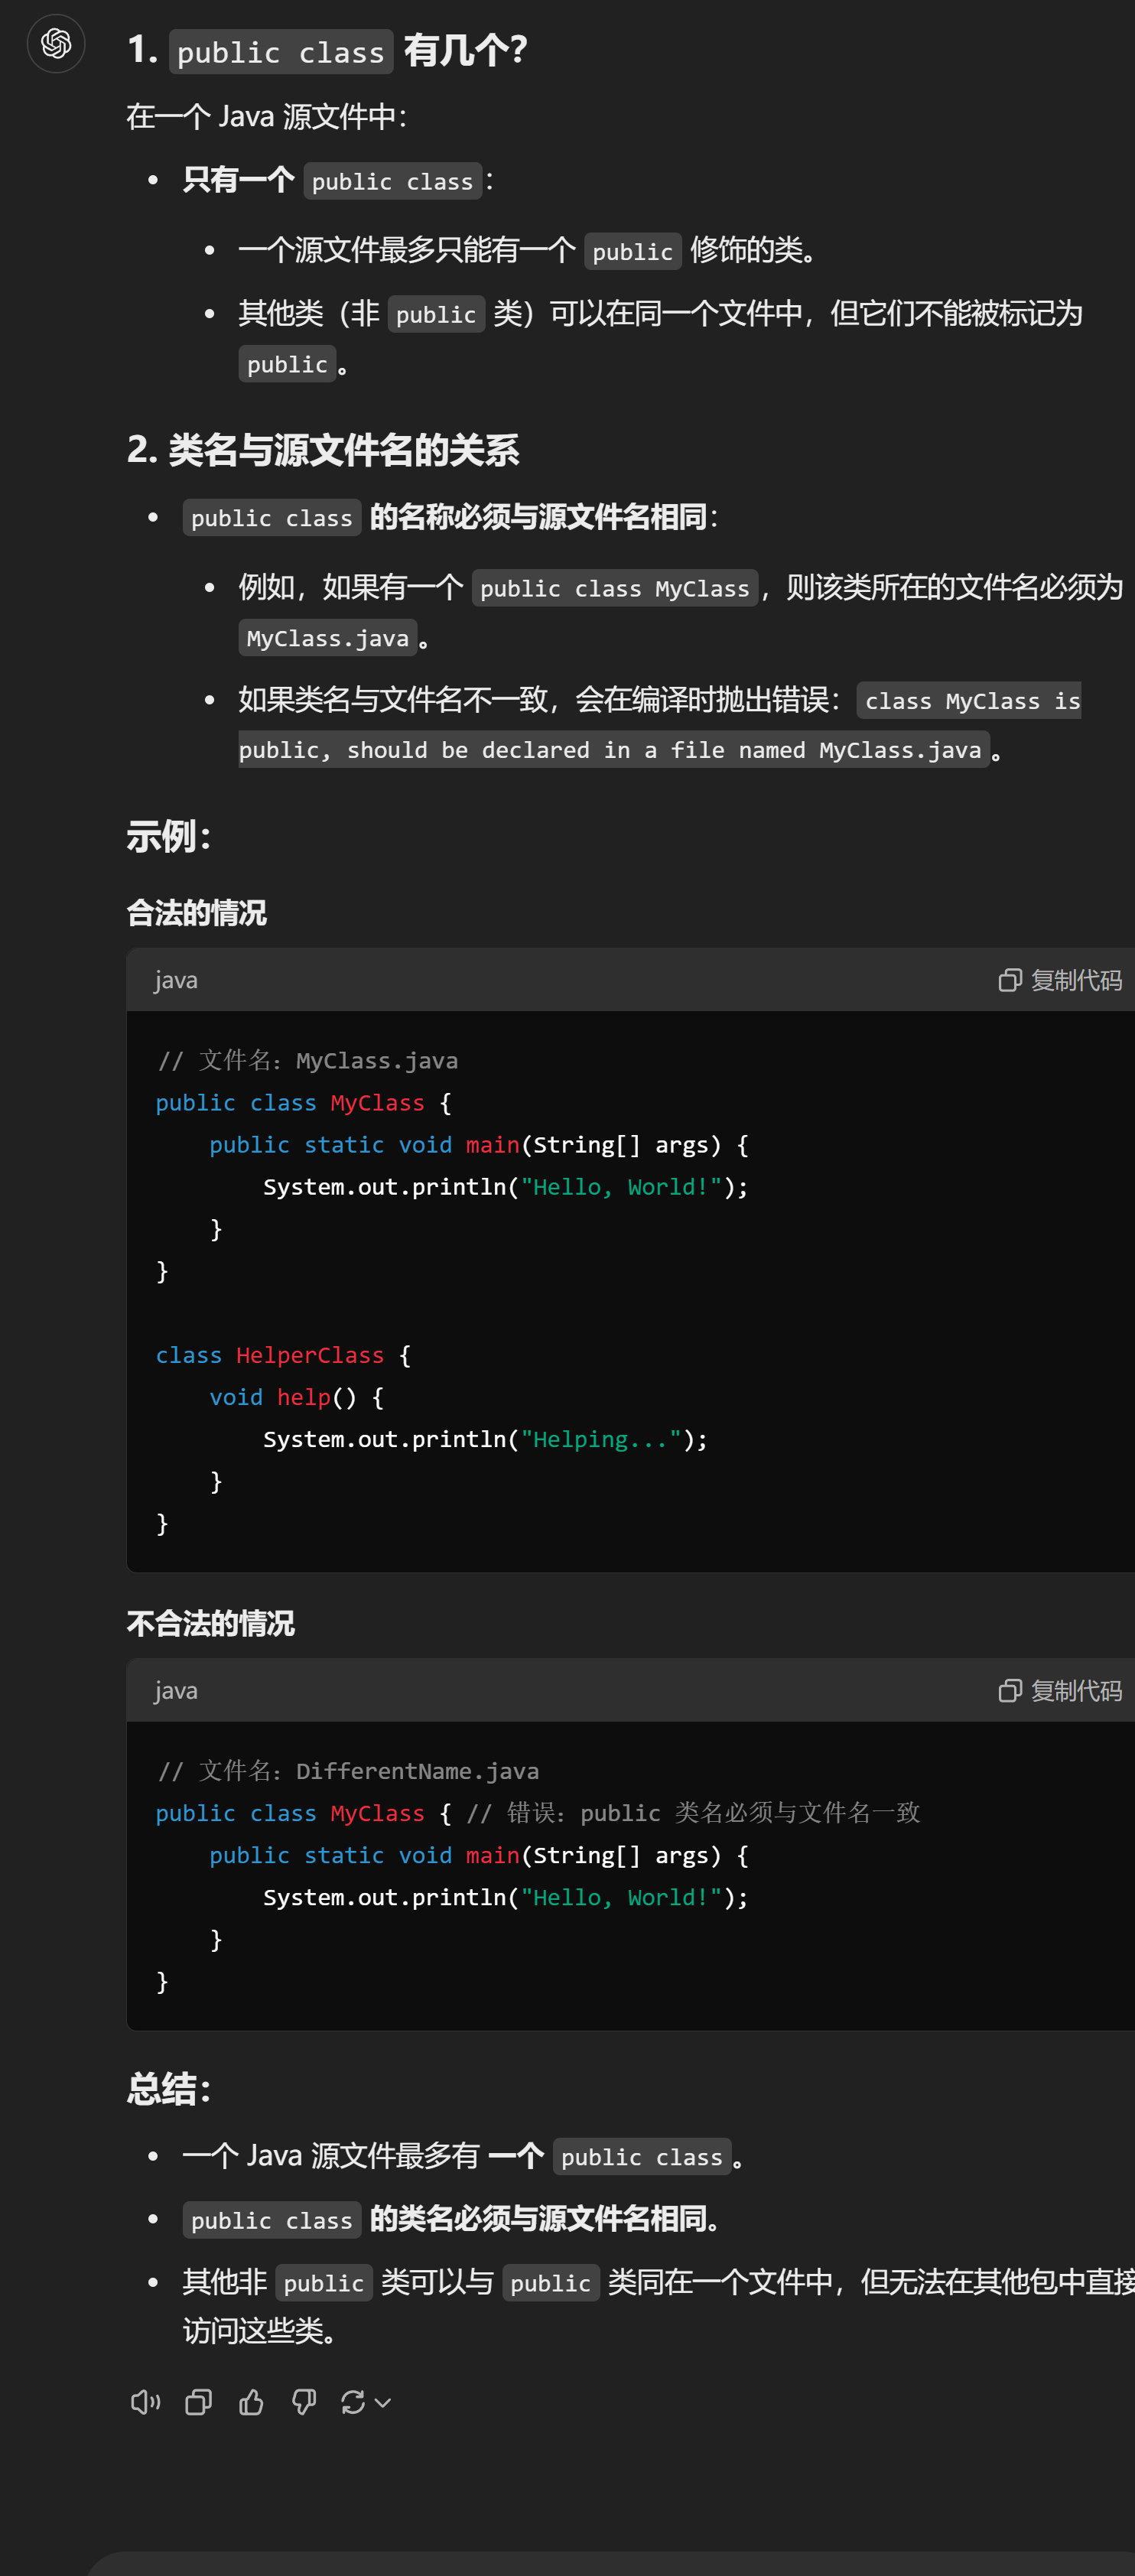 1. public class 有几个？
在一个 Java 源文件中：
• 只有一个 public class：
• 一个源文件最多只能有一个 public 修饰的类。
• 其他类（非 public 类）可以在同一个文件中，但它们不能被标记为
public。
2. 类名与源文件名的关系
• public class 的名称必须与源文件名相同：
• 例如，如果有一个 public class MyClass，则该类所在的文件名必须为
MyClass.java。
• 如果类名与文件名不一致，会在编译时抛出错误：class MyClass is
public, should be declared in a file named MyClass.java。
示例：
合法的情况
java 复制代码
// 文件名：MyClass.java
public class MyClass {
    public static void main(String[] args) {
        System.out.println("Hello, World!");
    }
}
class HelperClass {
    void help() {
        System.out.println("Helping...");
    }
}
不合法的情况
java 复制代码
// 文件名：DifferentName.java
public class MyClass { // 错误：public 类名必须与文件名一致
    public static void main(String[] args) {
        System.out.println("Hello, World!");
    }
}
总结：
• 一个 Java 源文件最多有 一个 public class。
• public class 的类名必须与源文件名相同。
• 其他非 public 类可以与 public 类同在一个文件中，但无法在其他包中直接
访问这些类。